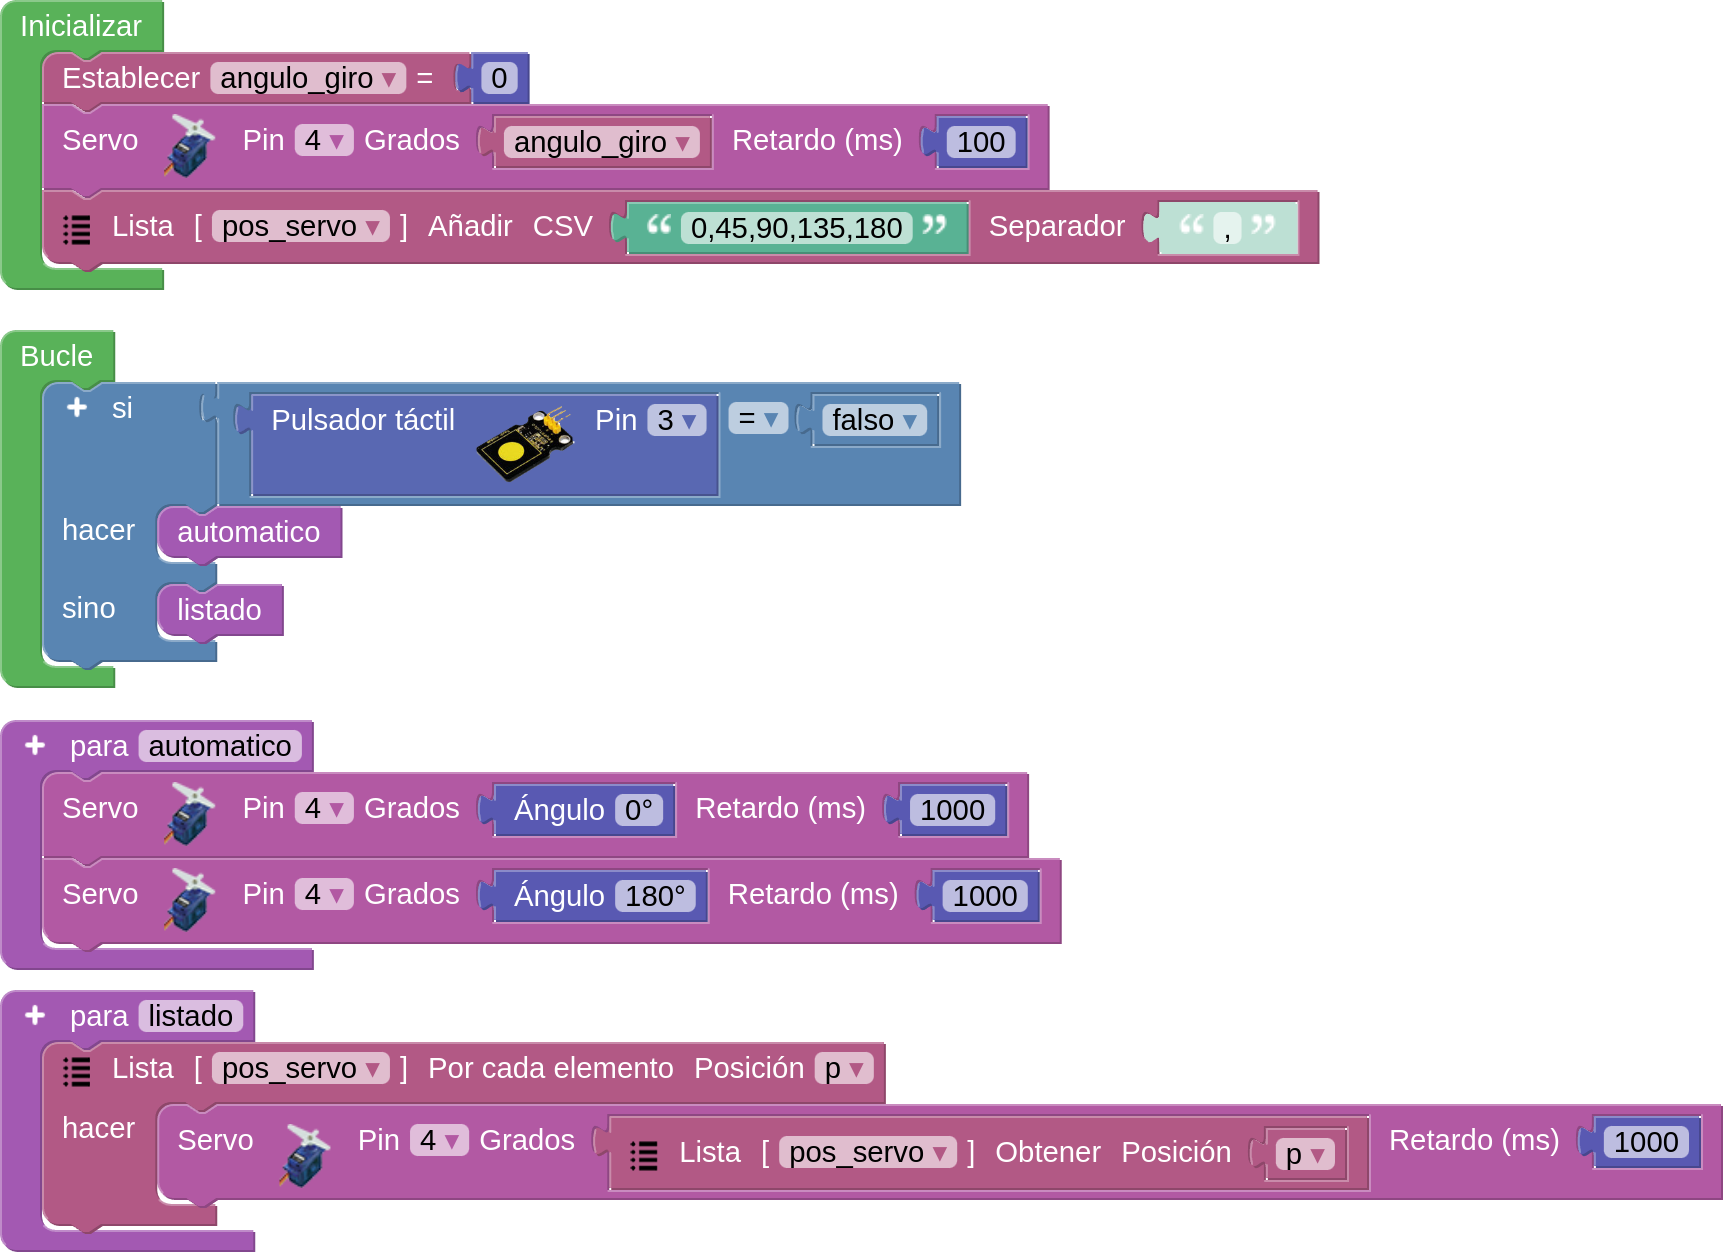 Inicializar
Establecer angulo_giro ▾ = 0
Servo Pin 4 ▾ Grados angulo_giro ▾ Retardo (ms) 100
Lista [ pos_servo ▾ ] Añadir CSV “ 0,45,90,135,180 ” Separador “ , ”
Bucle
si Pulsador táctil Pin 3 ▾ = ▾ falso ▾
hacer automatico
sino listado
para automatico
Servo Pin 4 ▾ Grados Ángulo 0° Retardo (ms) 1000
Servo Pin 4 ▾ Grados Ángulo 180° Retardo (ms) 1000
para listado
Lista [ pos_servo ▾ ] Por cada elemento Posición p ▾
hacer Servo Pin 4 ▾ Grados Lista [ pos_servo ▾ ] Obtener Posición p ▾ Retardo (ms) 1000